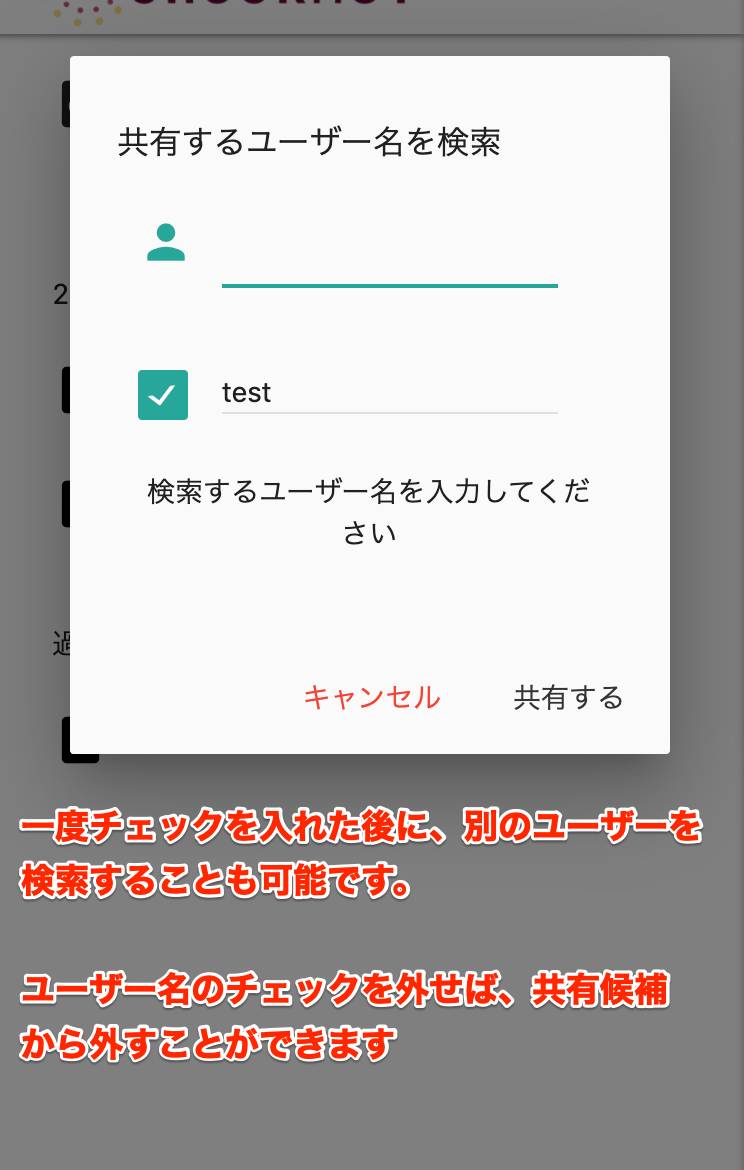 共有するユーザー名を検索
2
test
検索するユーザー名を入力してくだ
さい
過
キャンセル
共有する
一度チェックを入れた後に、別のユーザーを
検索することも可能です。
ユーザー名のチェックを外せば、共有候補
から外すことができます